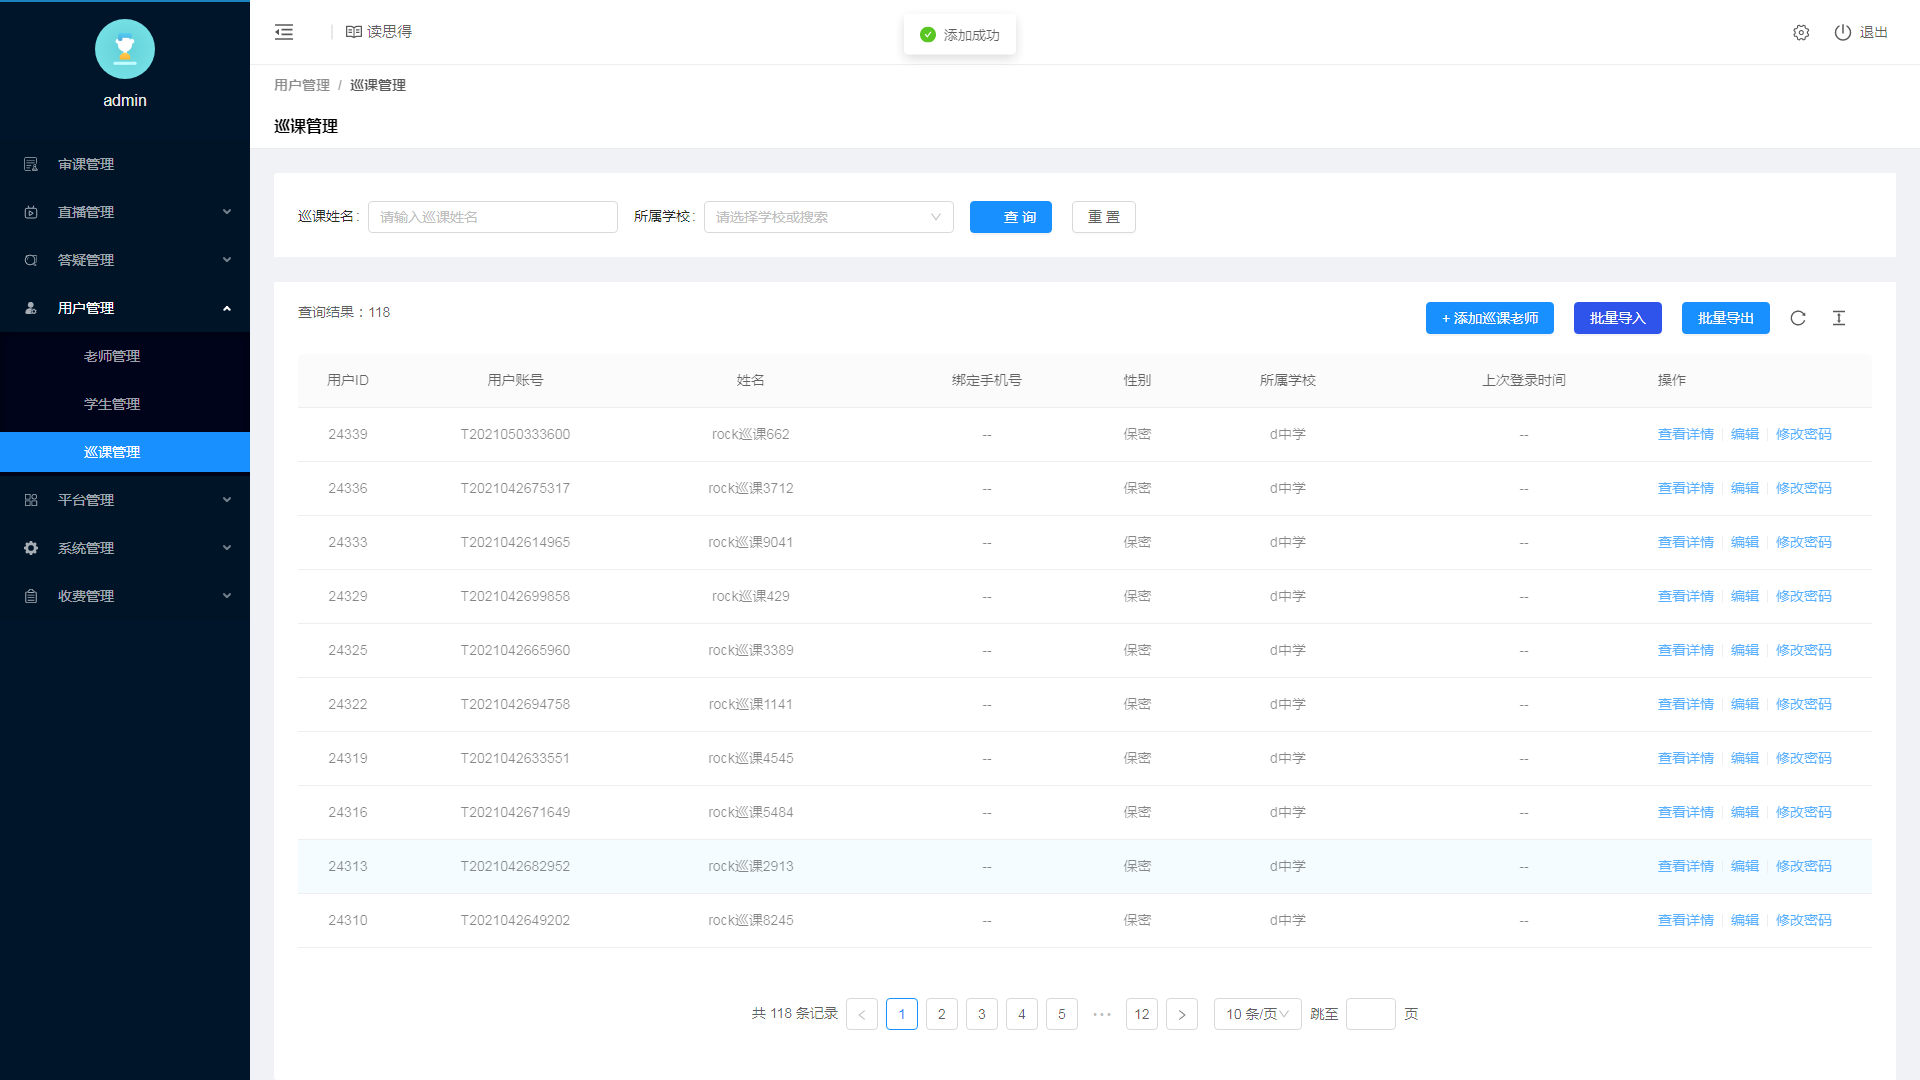 admin
审课管理
直播管理
答疑管理
用户管理
老师管理
学生管理
巡课管理
平台管理
系统管理
收费管理
读思得
添加成功
退出
用户管理 / 巡课管理
巡课管理
巡课姓名: 请输入巡课姓名 所属学校: 请选择学校或搜索 查 询 重 置
查询结果：118 + 添加巡课老师 批量导入 批量导出
用户ID 用户账号 姓名 绑定手机号 性别 所属学校 上次登录时间 操作
24339 T2021050333600 rock巡课662 -- 保密 d中学 -- 查看详情 编辑 修改密码
24336 T2021042675317 rock巡课3712 -- 保密 d中学 -- 查看详情 编辑 修改密码
24333 T2021042614965 rock巡课9041 -- 保密 d中学 -- 查看详情 编辑 修改密码
24329 T2021042699858 rock巡课429 -- 保密 d中学 -- 查看详情 编辑 修改密码
24325 T2021042665960 rock巡课3389 -- 保密 d中学 -- 查看详情 编辑 修改密码
24322 T2021042694758 rock巡课1141 -- 保密 d中学 -- 查看详情 编辑 修改密码
24319 T2021042633551 rock巡课4545 -- 保密 d中学 -- 查看详情 编辑 修改密码
24316 T2021042671649 rock巡课5484 -- 保密 d中学 -- 查看详情 编辑 修改密码
24313 T2021042682952 rock巡课2913 -- 保密 d中学 -- 查看详情 编辑 修改密码
24310 T2021042649202 rock巡课8245 -- 保密 d中学 -- 查看详情 编辑 修改密码
共 118 条记录 < 1 2 3 4 5 ••• 12 > 10 条/页 跳至 页